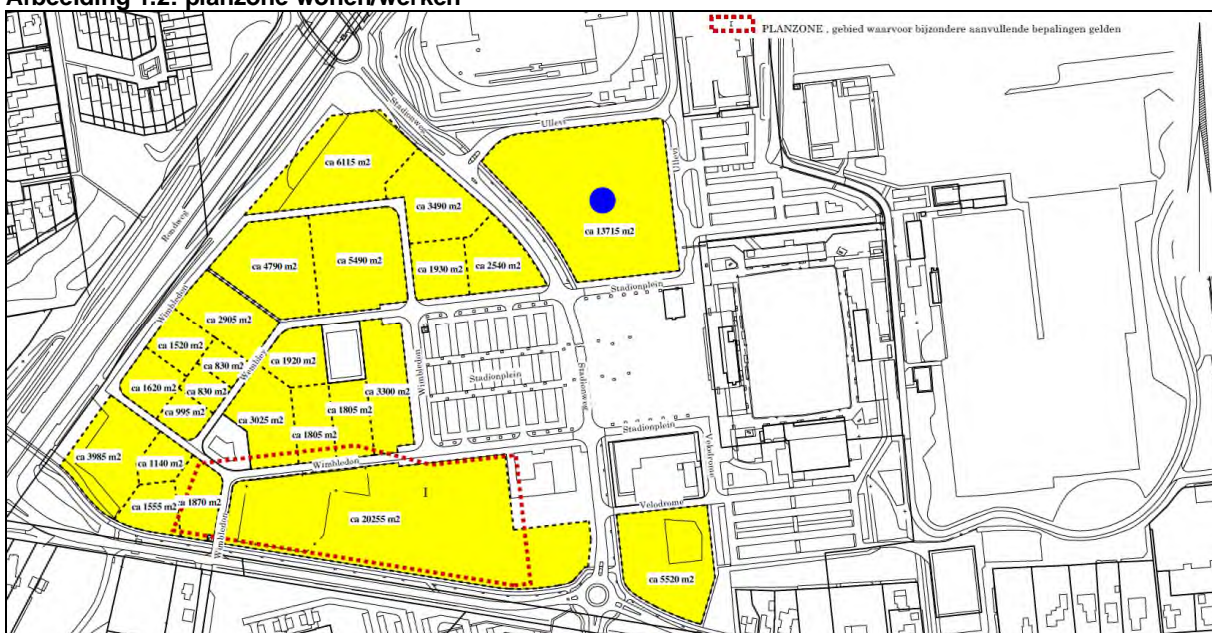 Afbeelding 1.2: planzone wonen/werken
I
PLANZONE , gebied waarvoor bijzondere aanvullende bepalingen gelden
Stadionweg
Ullevi
ca 6115 m2
Ullevi
ca 3490 m2
Rondweg
ca 13715 m2
ca 4790 m2
ca 5490 m2
ca 1930 m2
ca 2540 m2
Stadionplein
Wimbledon
ca 2905 m2
ca 1520 m2
ca 830 m2
Wembley
ca 1920 m2
Wimbledon
Stadionplein
Stadionweg
ca 1620 m2
ca 830 m2
ca 3300 m2
ca 995 m2
ca 3025 m2
ca 1805 m2
ca 1805 m2
Stadionplein
Velodrome
ca 3985 m2
ca 1140 m2
Wimbledon
I
ca 1555 m2
ca 1870 m2
Velodrome
ca 20255 m2
Wimbledon
ca 5520 m2